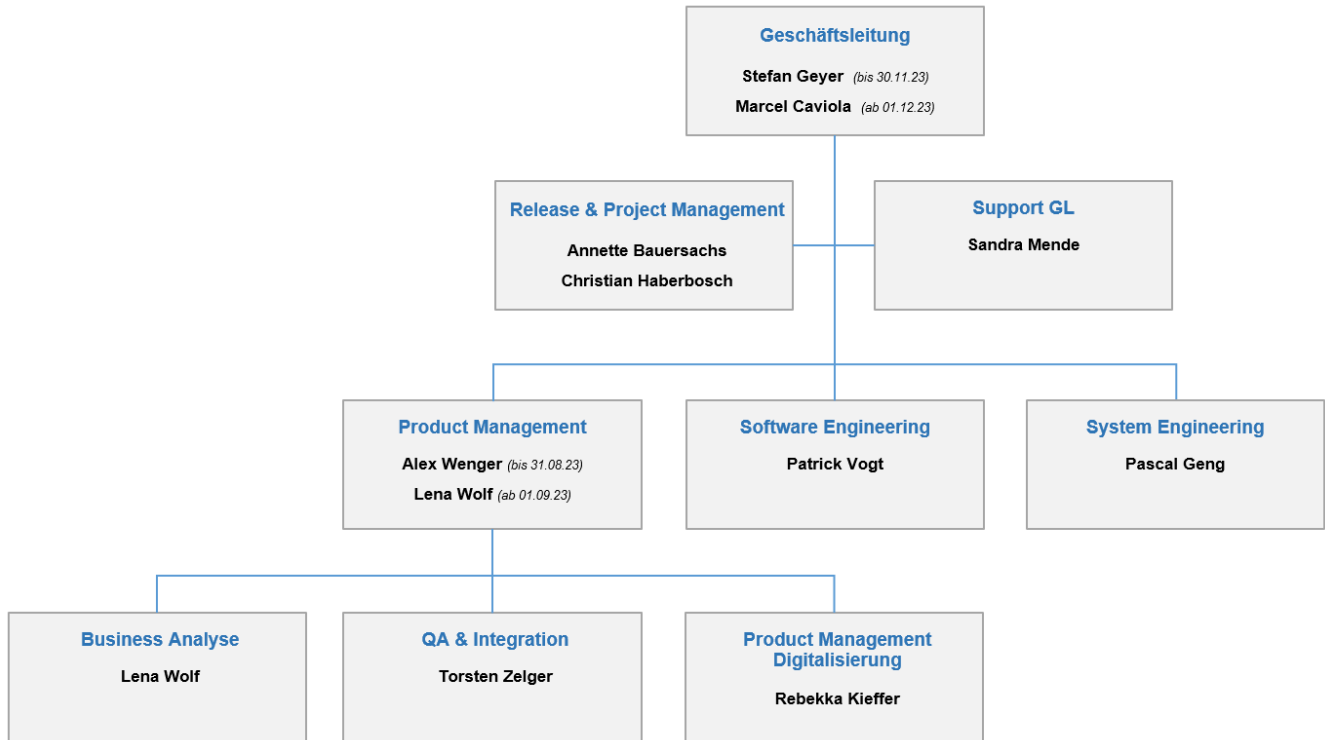 Geschäftsleitung
Stefan Geyer (bis 30.11.23)
Marcel Caviola (ab 01.12.23)
Release & Project Management
Annette Bauersachs
Christian Haberbosch
Support GL
Sandra Mende
Product Management
Alex Wenger (bis 31.08.23)
Lena Wolf (ab 01.09.23)
Software Engineering
Patrick Vogt
System Engineering
Pascal Geng
Business Analyse
Lena Wolf
QA & Integration
Torsten Zelger
Product Management
Digitalisierung
Rebekka Kieffer